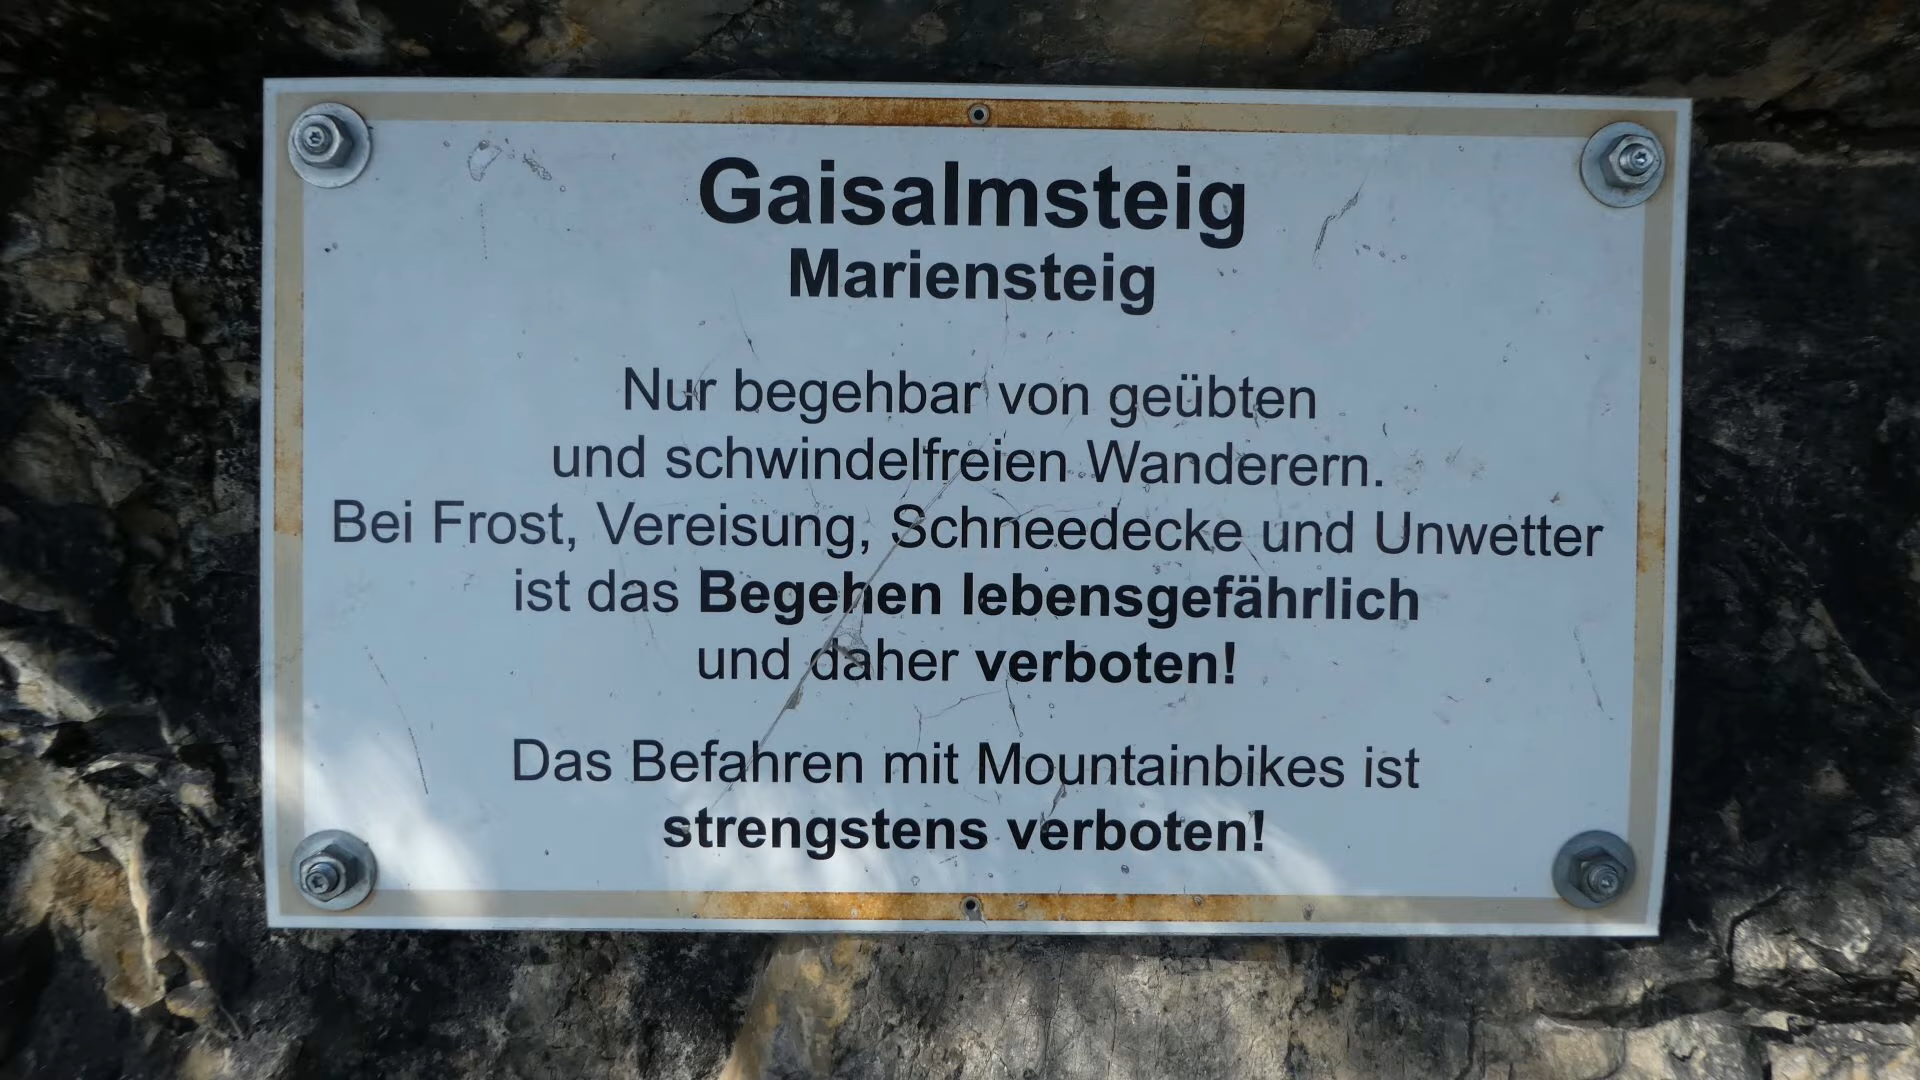 Gaisalmsteig
Mariensteig
Nur begehbar von geübten
und schwindelfreien Wanderern.
Bei Frost, Vereisung, Schneedecke und Unwetter
ist das Begehen lebensgefährlich
und daher verboten!
Das Befahren mit Mountainbikes ist
strengstens verboten!